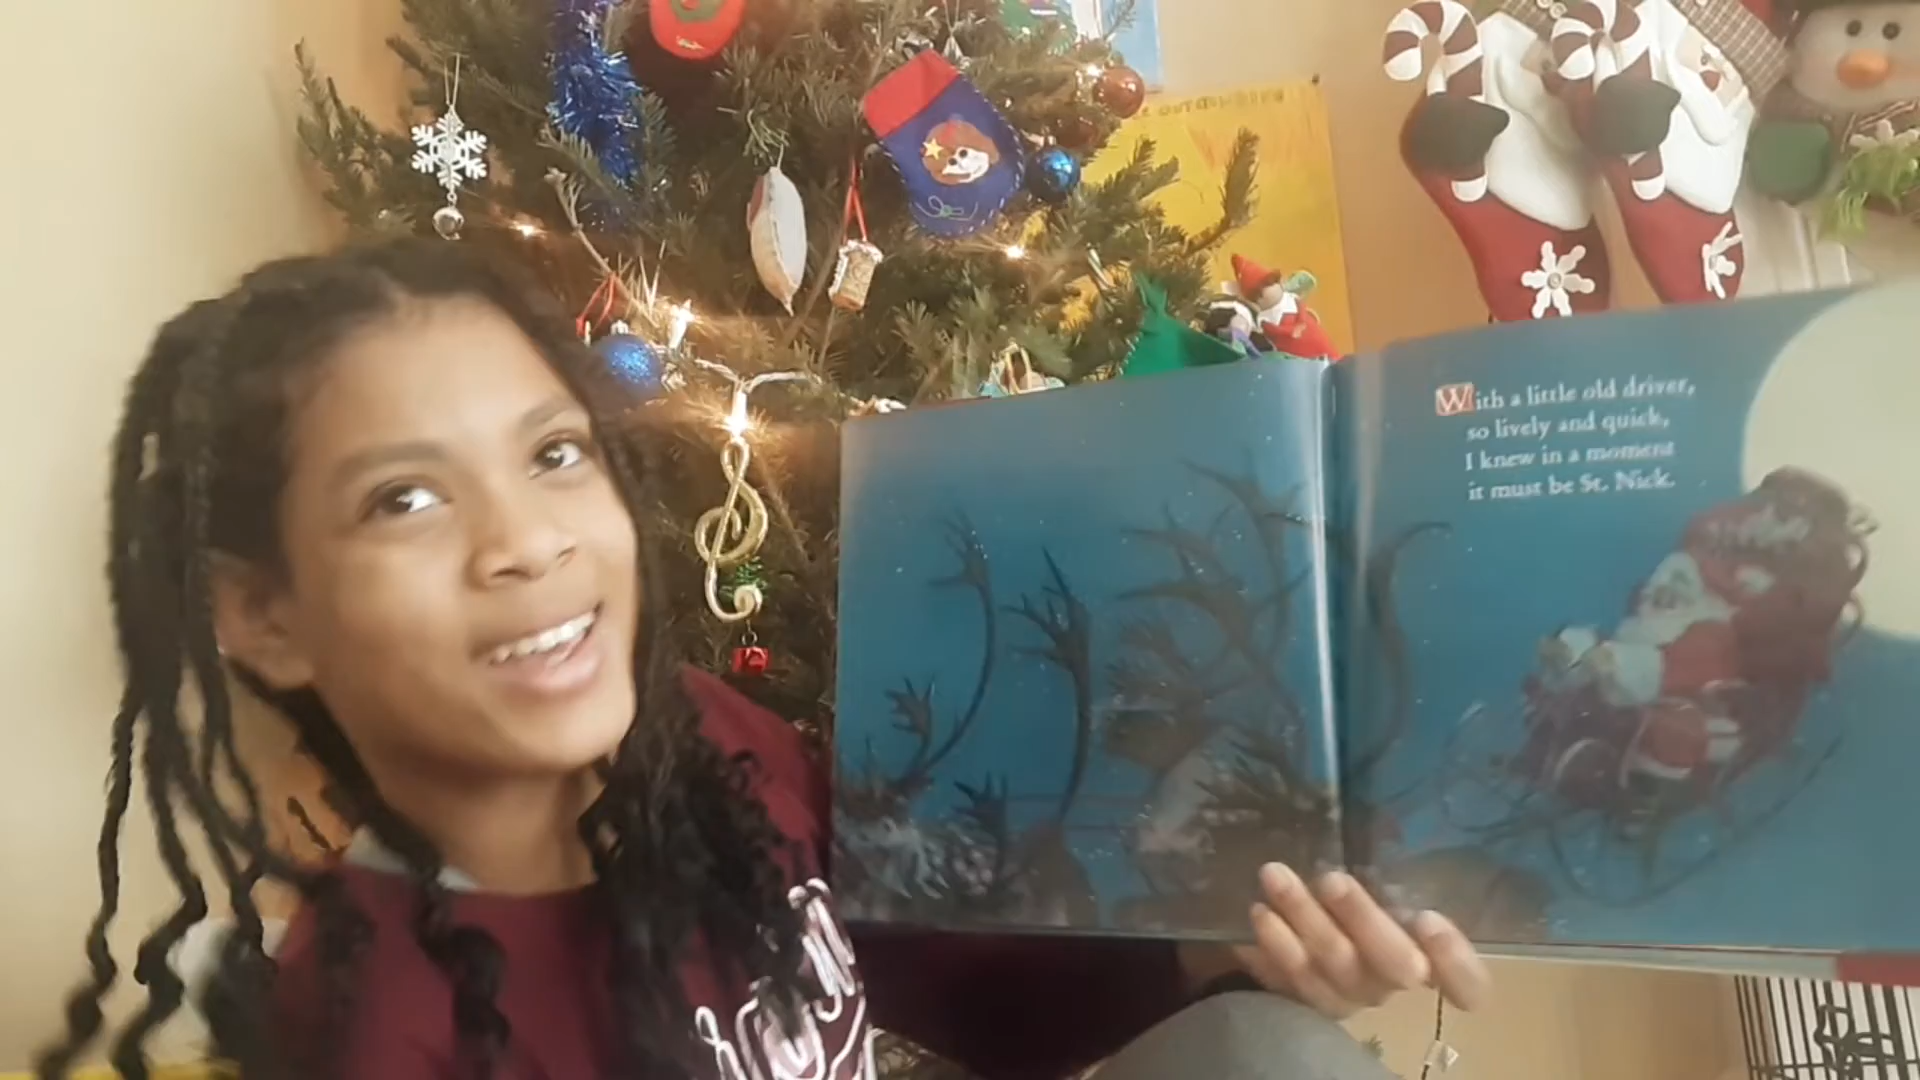 With a little old driver,
so lively and quick,
I knew in a moment
it must be St. Nick.